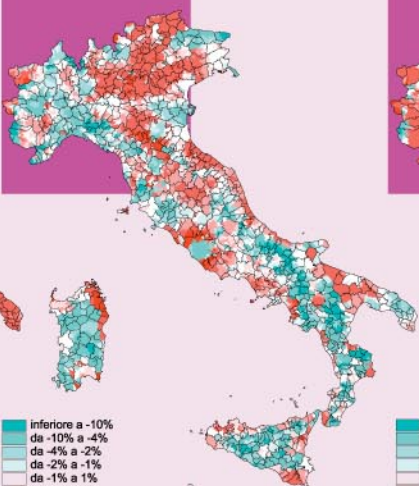 inferiore a -10%
da -10% a -4%
da -4% a -2%
da -2% a -1%
da -1% a 1%